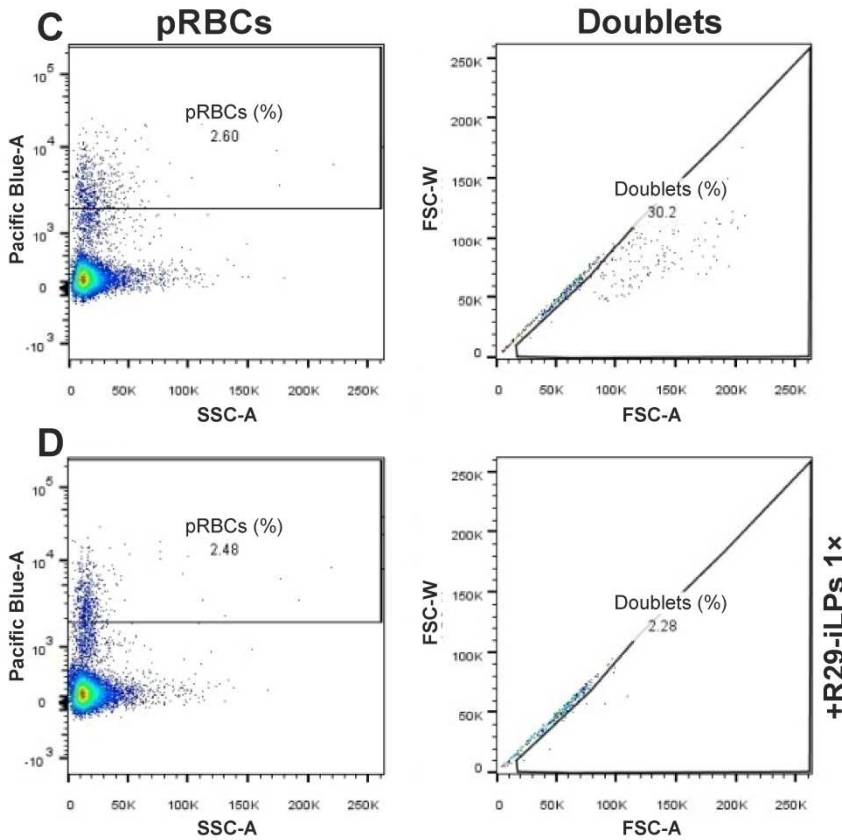 C
pRBCs
Doublets
Pacific Blue-A
10^5
10^4
10^3
0
-10^3
pRBCs (%)
2.60
0
50K
100K
150K
200K
250K
SSC-A
FSC-W
250K
200K
150K
100K
50K
0
Doublets (%)
30.2
0
50K
100K
150K
200K
250K
FSC-A
D
Pacific Blue-A
10^5
10^4
10^3
0
-10^3
pRBCs (%)
2.48
0
50K
100K
150K
200K
250K
SSC-A
FSC-W
250K
200K
150K
100K
50K
0
Doublets (%)
2.28
0
50K
100K
150K
200K
250K
FSC-A
+R29-iLPs 1×